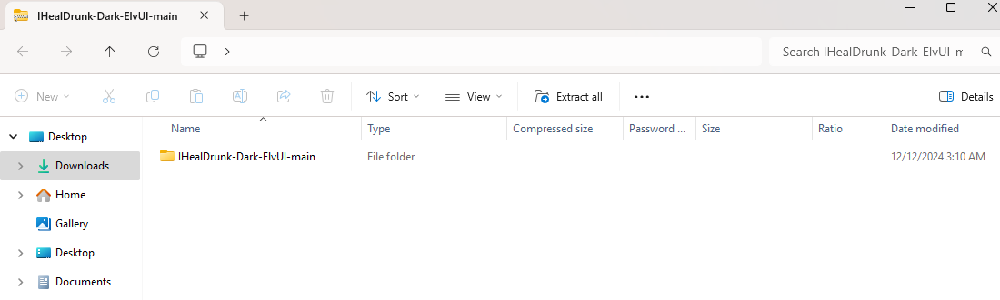 IHealDrunk-Dark-ElvUI-main
Search IHealDrunk-Dark-ElvUI-m
New Sort View Extract all Details
Name Type Compressed size Password ... Size Ratio Date modified
Desktop
IHealDrunk-Dark-ElvUI-main File folder 12/12/2024 3:10 AM
Downloads
Home
Gallery
Desktop
Documents